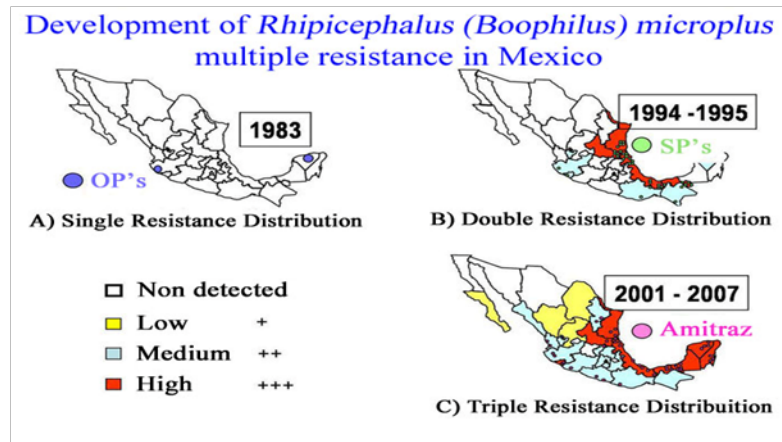 Development of Rhipicephalus (Boophilus) microplus
multiple resistance in Mexico
1983
OP's
A) Single Resistance Distribution
1994 -1995
SP's
B) Double Resistance Distribution
Non detected
Low +
Medium ++
High +++
2001 - 2007
Amitraz
C) Triple Resistance Distribuition